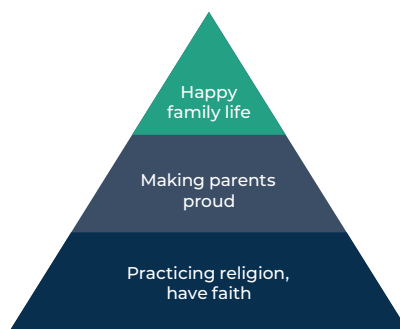 Happy
family life
Making parents
proud
Practicing religion,
have faith